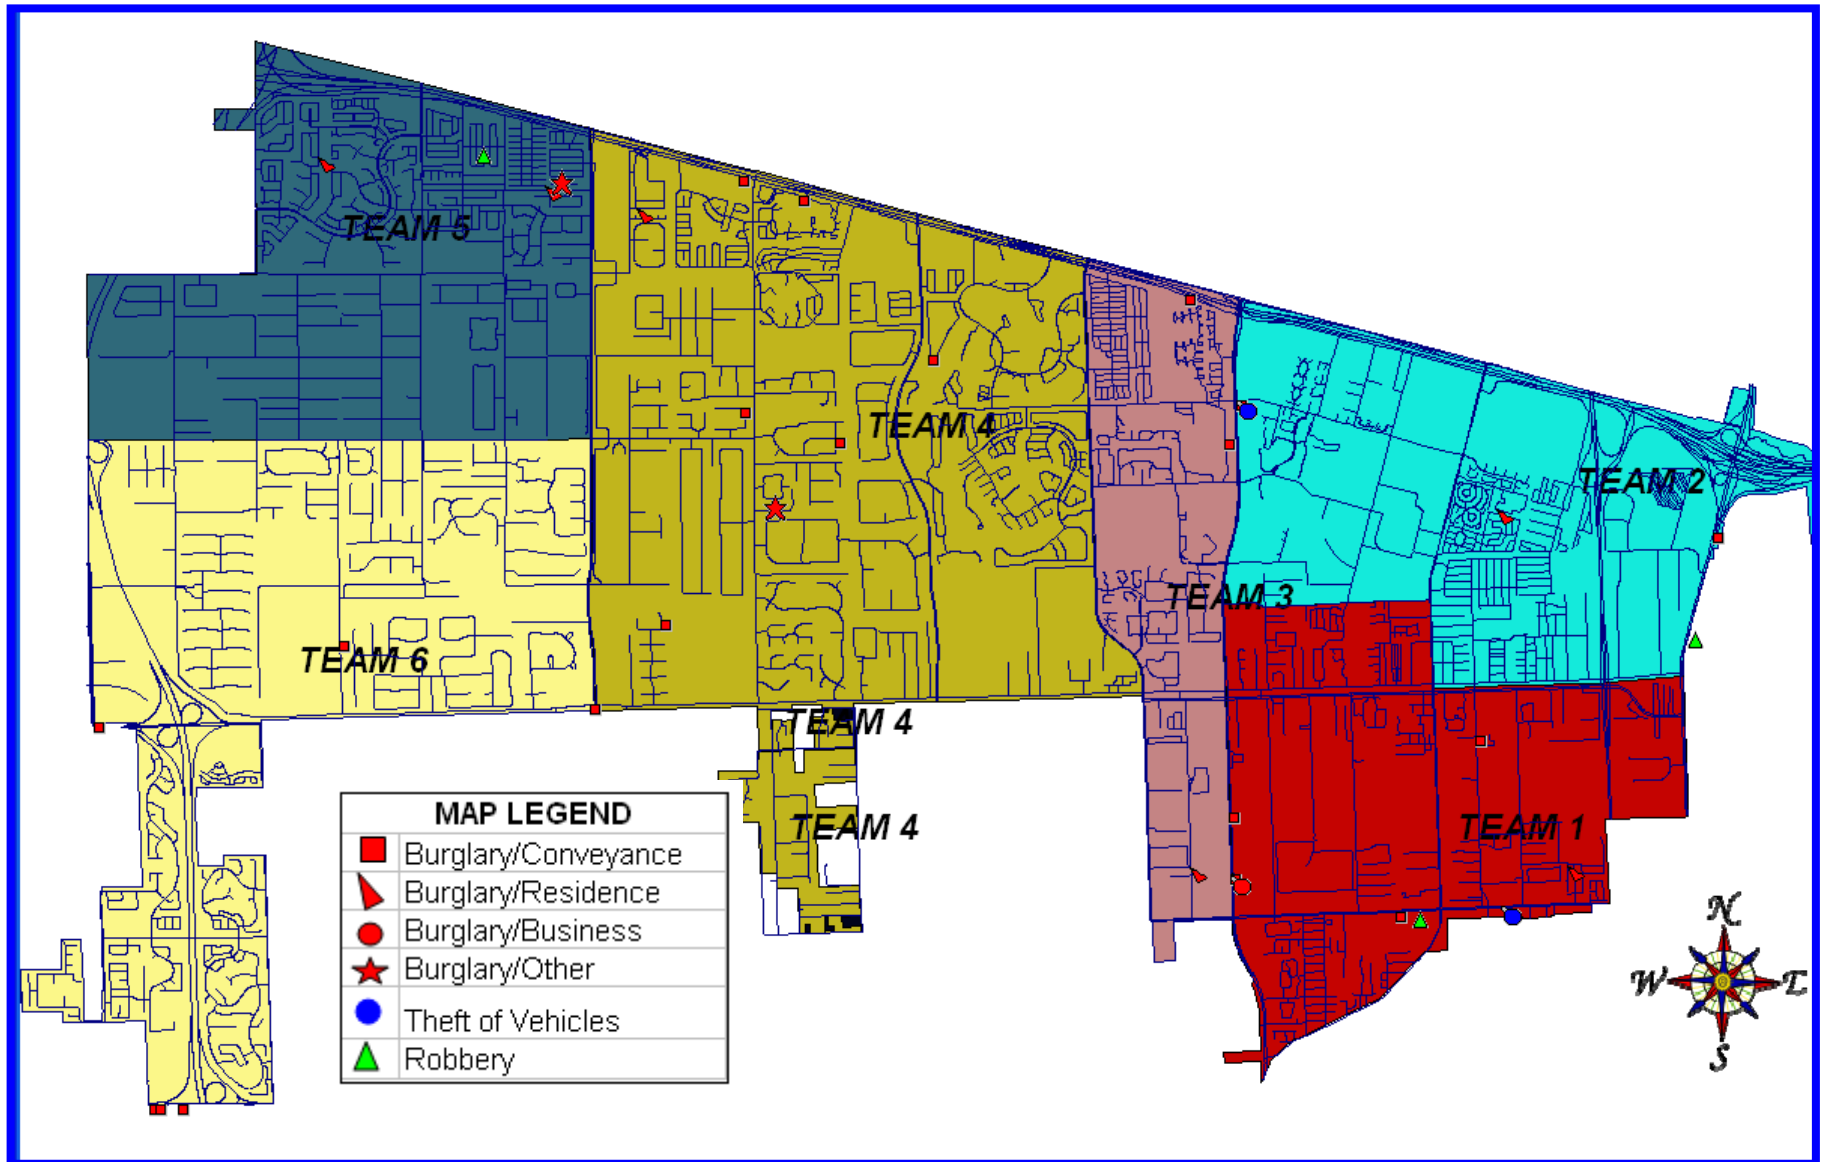 TEAM 5
TEAM 4
TEAM 2
TEAM 3
TEAM 6
TEAM 4
TEAM 4
TEAM 1
MAP LEGEND
Burglary/Conveyance
Burglary/Residence
Burglary/Business
Burglary/Other
Theft of Vehicles
Robbery
N
W E
S